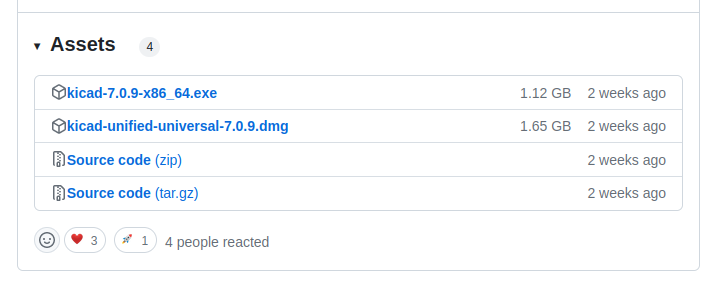 Assets 4
kicad-7.0.9-x86_64.exe 1.12 GB 2 weeks ago
kicad-unified-universal-7.0.9.dmg 1.65 GB 2 weeks ago
Source code (zip) 2 weeks ago
Source code (tar.gz) 2 weeks ago
3 1 4 people reacted